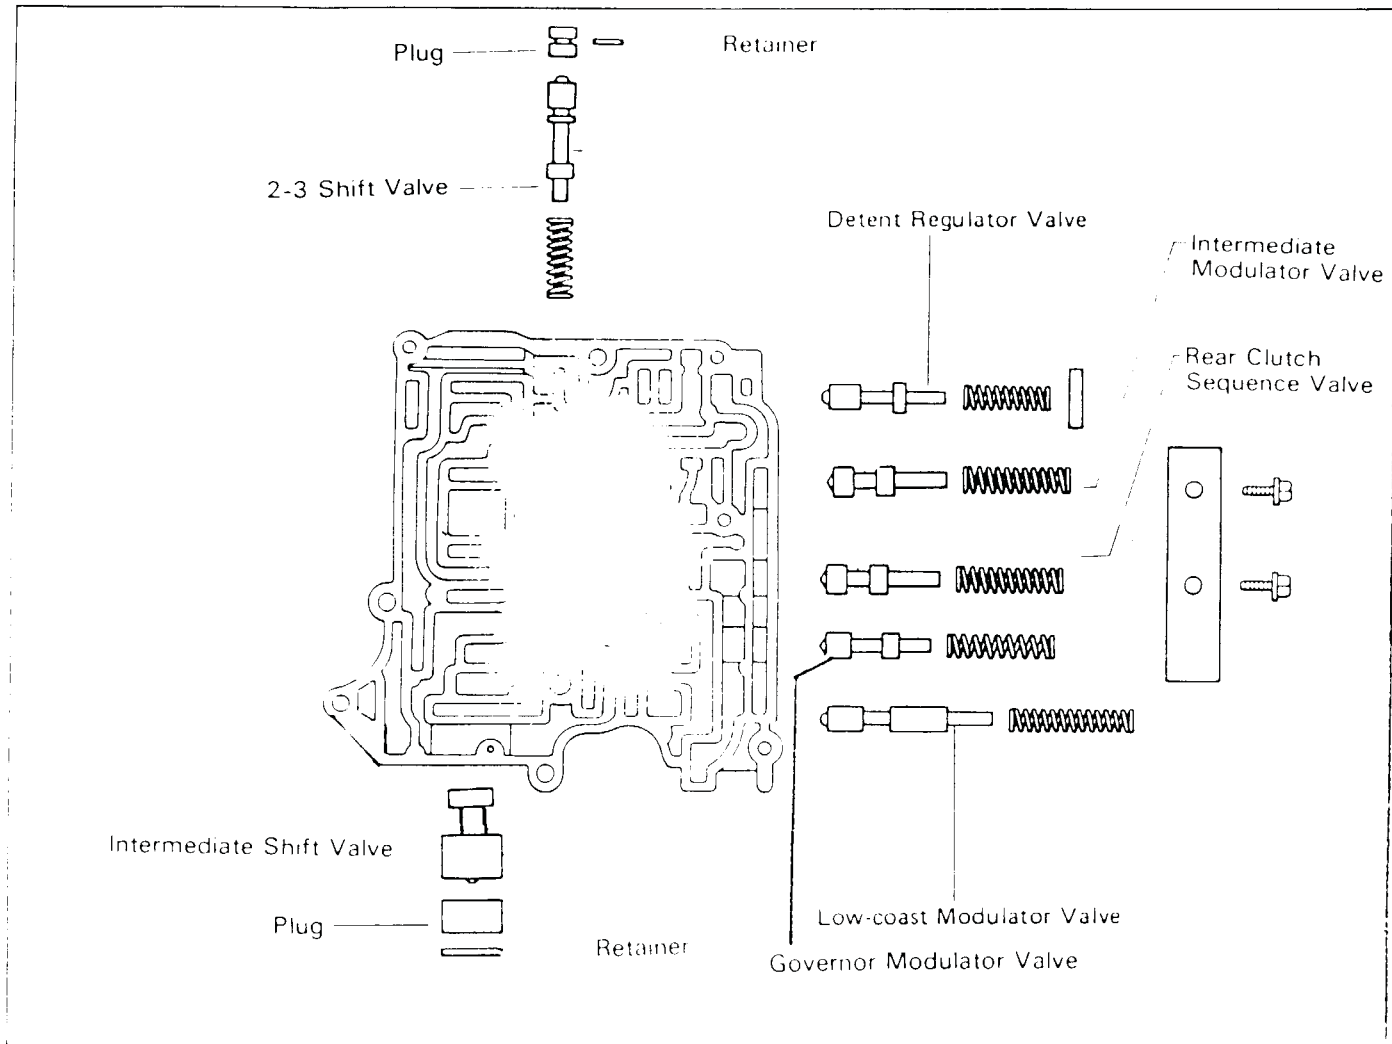 Plug
Retainer
2-3 Shift Valve
Detent Regulator Valve
Intermediate
Modulator Valve
Rear Clutch
Sequence Valve
Intermediate Shift Valve
Plug
Retainer
Low-coast Modulator Valve
Governor Modulator Valve